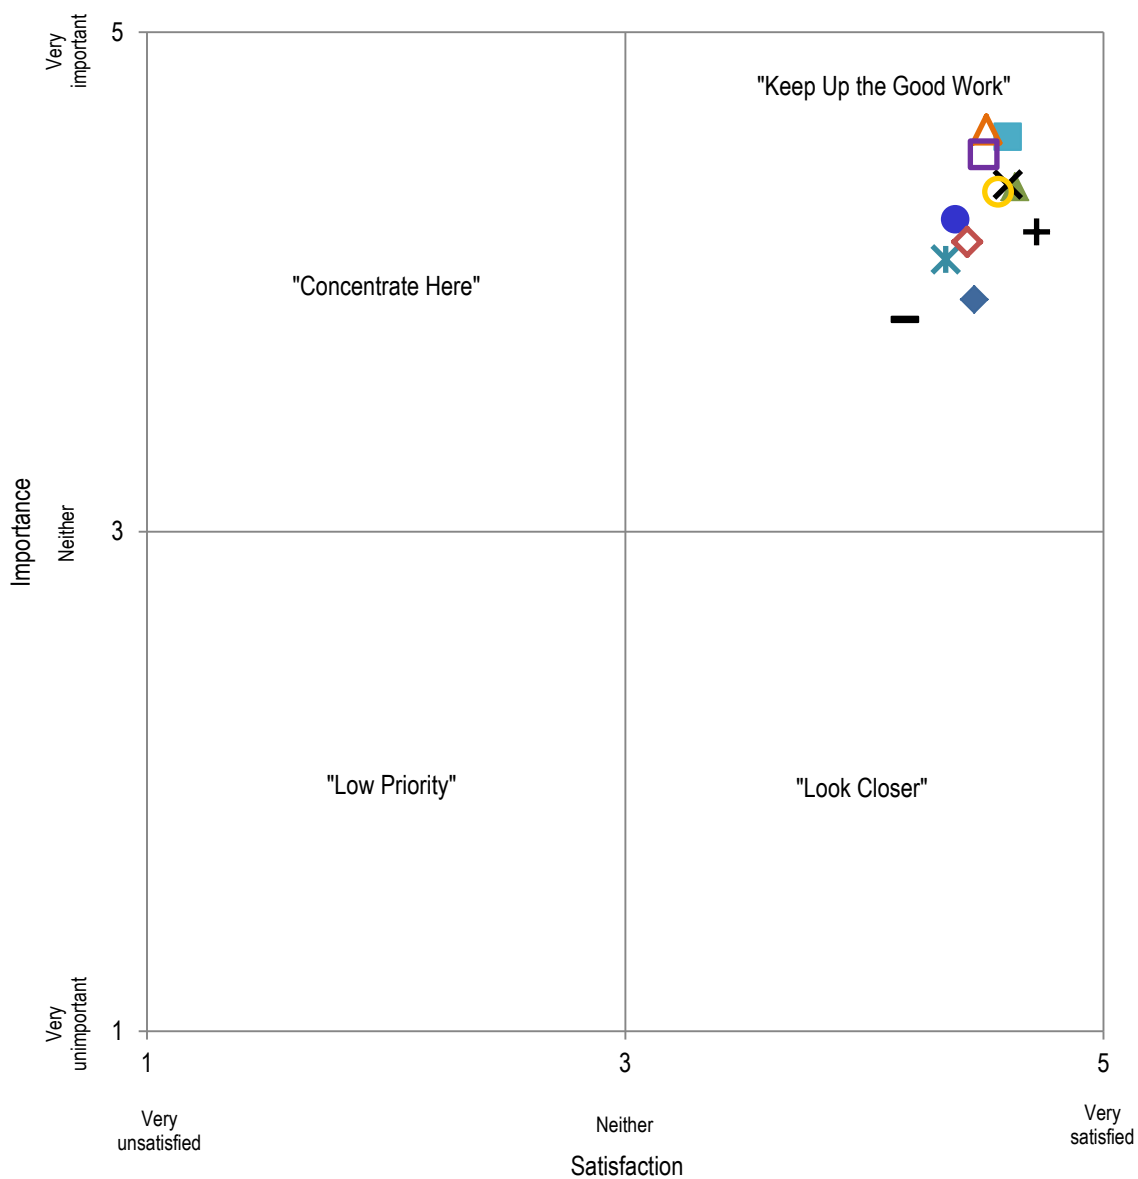 Very
important
5
"Keep Up the Good Work"
"Concentrate Here"
Importance
Neither
3
"Low Priority"
"Look Closer"
Very
unimportant
1
1
3
5
Very
unsatisfied
Neither
Very
satisfied
Satisfaction